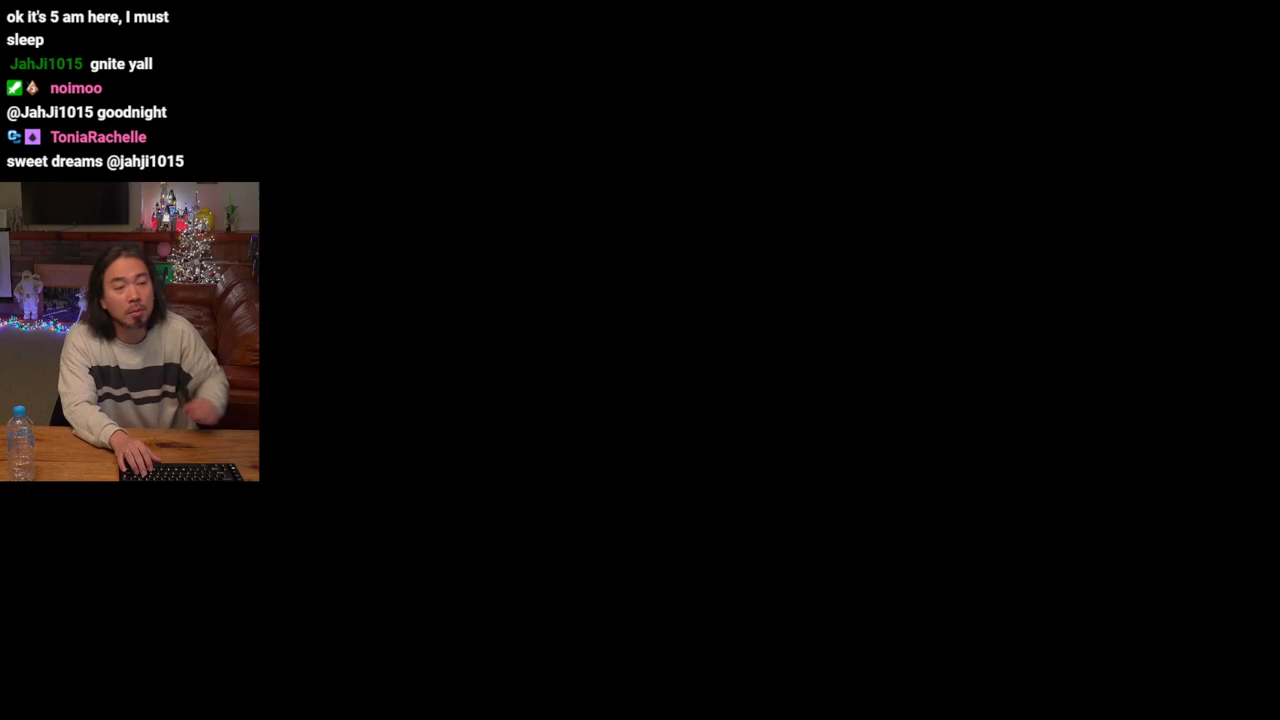 ok it's 5 am here, I must
sleep
JahJi1015 gnite yall
noimoo
@JahJi1015 goodnight
ToniaRachelle
sweet dreams @jahji1015